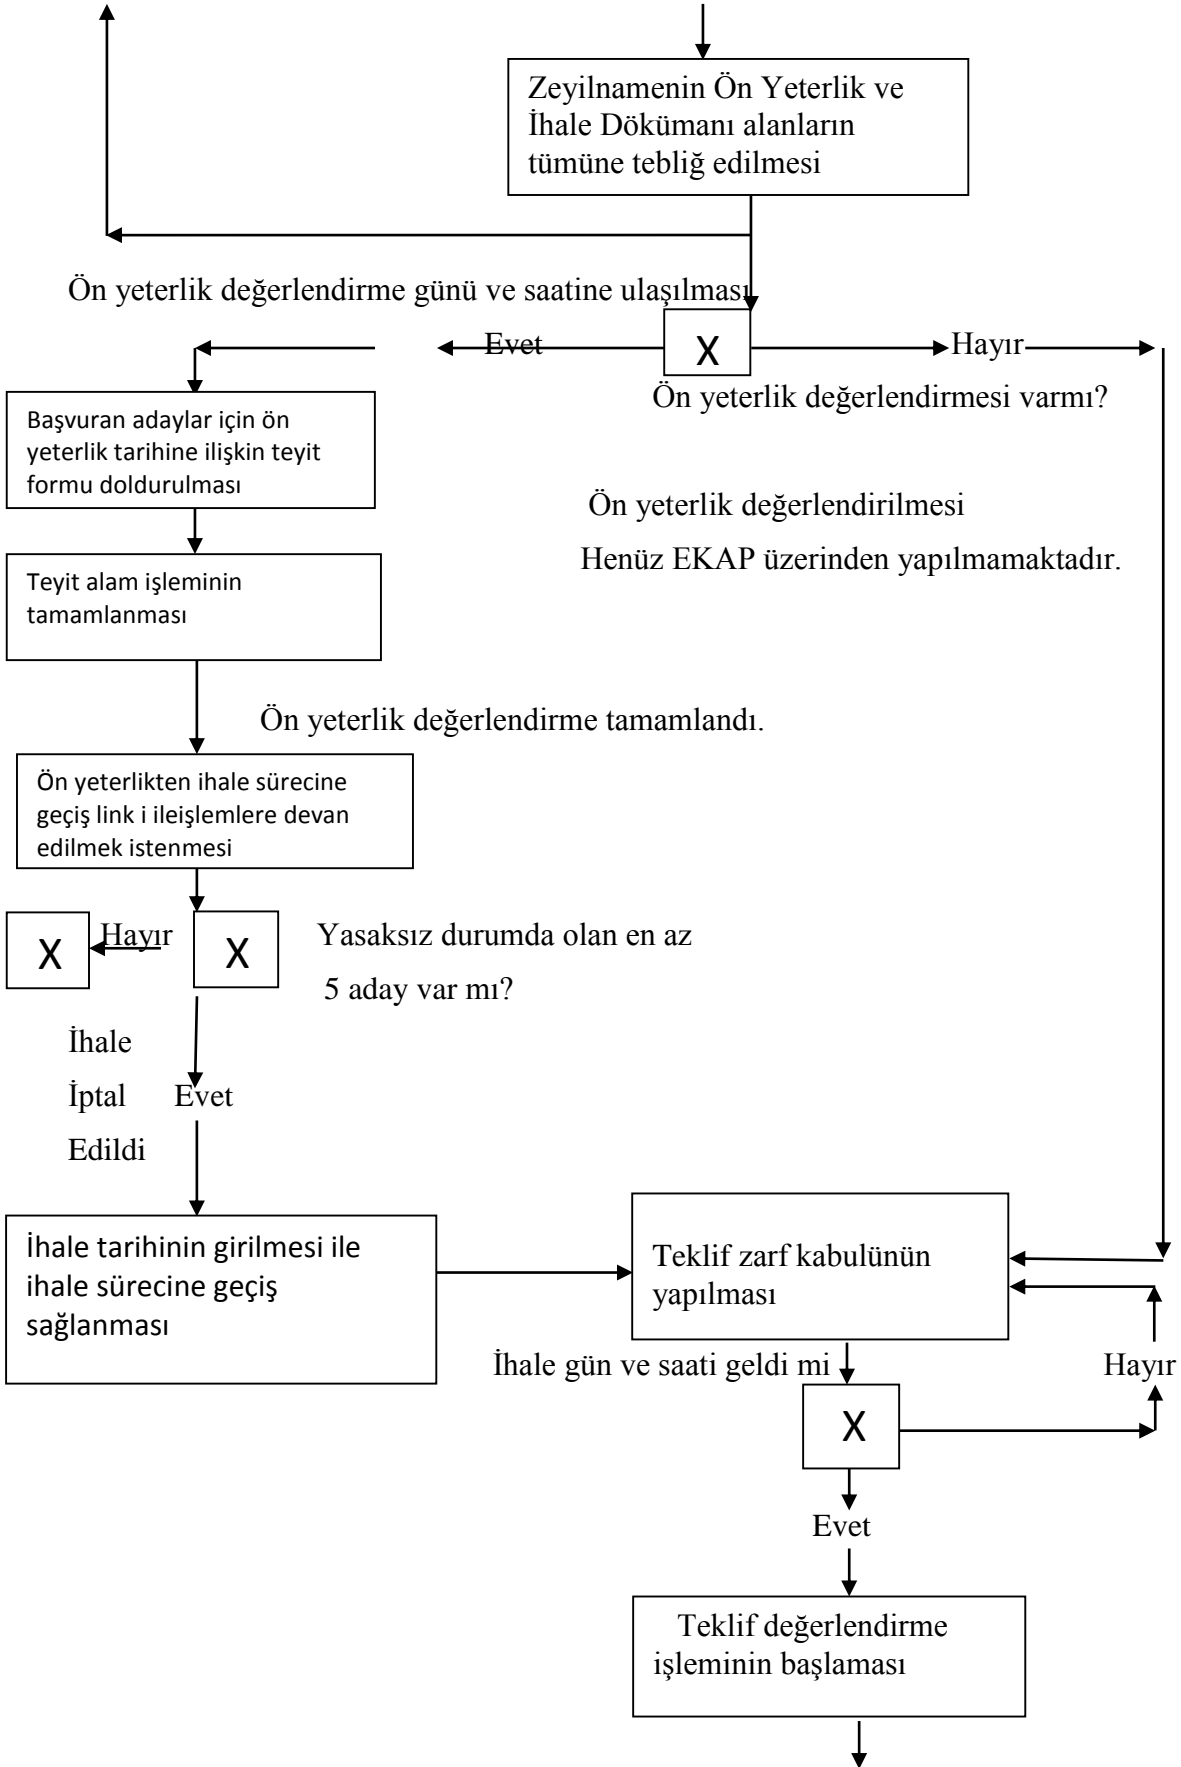 Zeyilnamenin Ön Yeterlik ve
İhale Dökümanı alanların
tümüne tebliğ edilmesi
Ön yeterlik değerlendirme günü ve saatine ulaşılması
Evet
X
Hayır
Ön yeterlik değerlendirmesi varmı?
Başvuran adaylar için ön
yeterlik tarihine ilişkin teyit
formu doldurulması
Ön yeterlik değerlendirilmesi
Henüz EKAP üzerinden yapılmamaktadır.
Teyit alam işleminin
tamamlanması
Ön yeterlik değerlendirme tamamlandı.
Ön yeterlikten ihale sürecine
geçiş link i ileişlemlere devan
edilmek istenmesi
X
Hayır
X
Yasaksız durumda olan en az
5 aday var mı?
İhale
İptal
Edildi
Evet
İhale tarihinin girilmesi ile
ihale sürecine geçiş
sağlanması
Teklif zarf kabulünün
yapılması
İhale gün ve saati geldi mi
Hayır
X
Evet
Teklif değerlendirme
işleminin başlaması